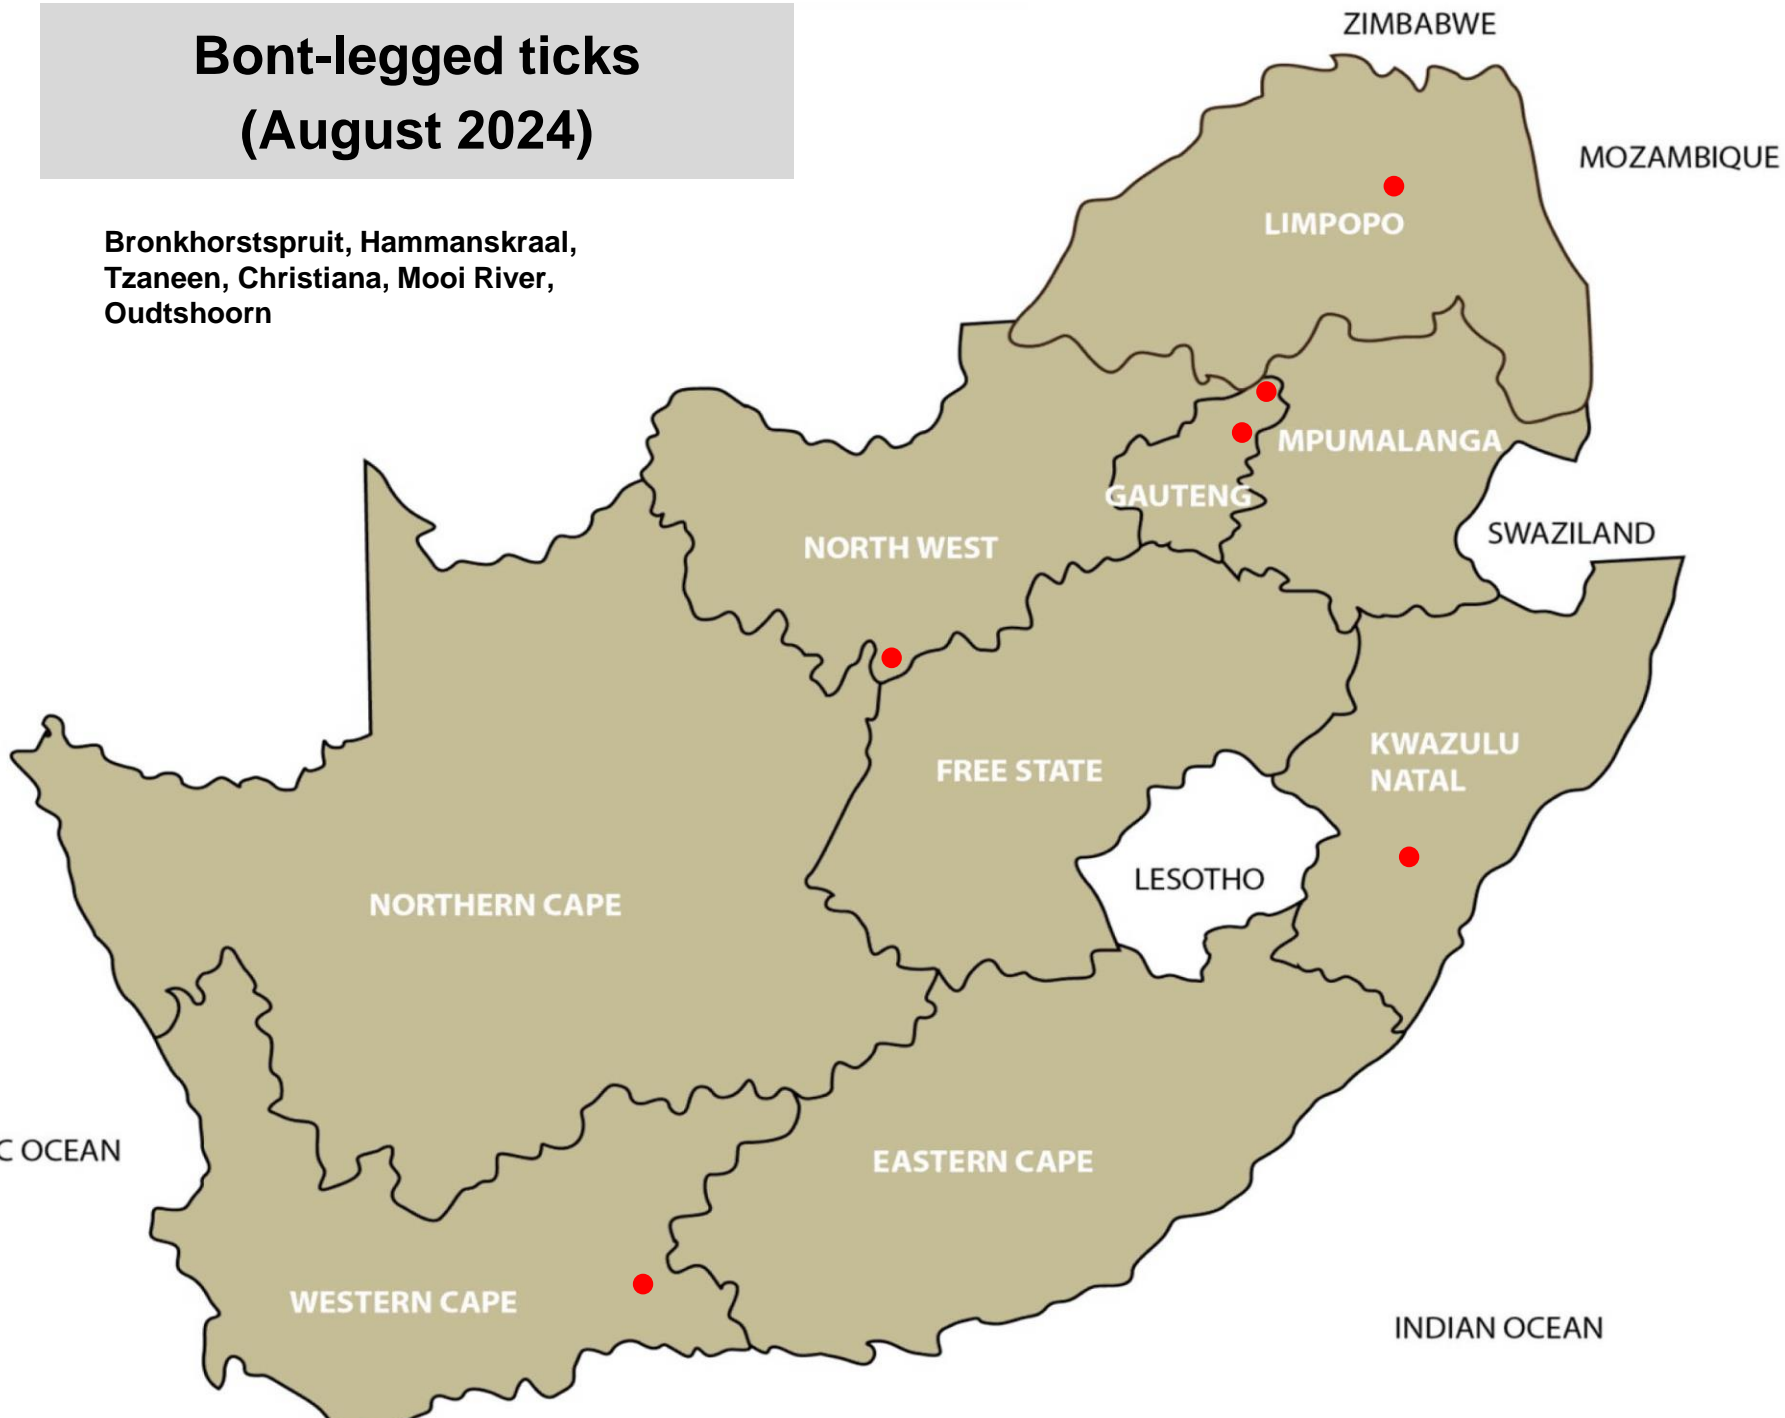 Bont-legged ticks
(August 2024)
Bronkhorstspruit, Hammanskraal,
Tzaneen, Christiana, Mooi River,
Oudtshoorn
ZIMBABWE
MOZAMBIQUE
LIMPOPO
MPUMALANGA
GAUTENG
SWAZILAND
NORTH WEST
KWAZULU
NATAL
FREE STATE
LESOTHO
NORTHERN CAPE
C OCEAN
EASTERN CAPE
WESTERN CAPE
INDIAN OCEAN